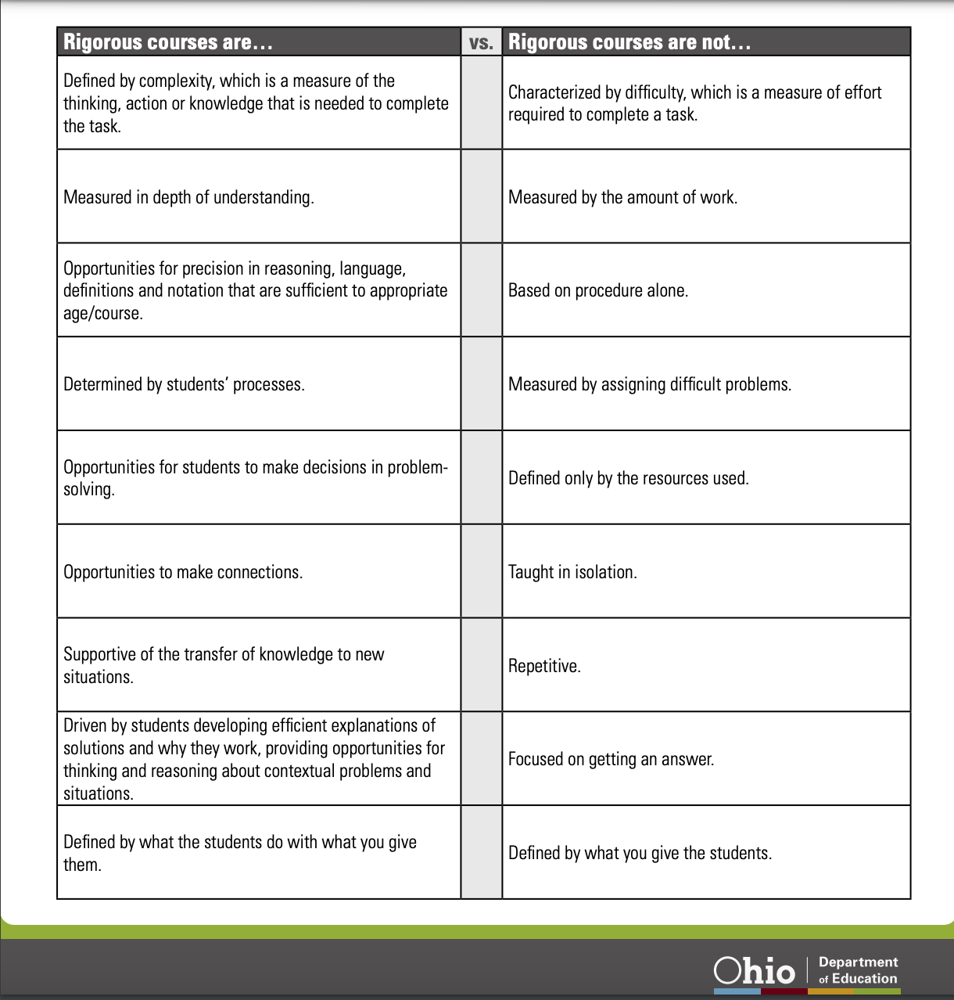 Rigorous courses are…
vs.
Rigorous courses are not…
Defined by complexity, which is a measure of the
thinking, action or knowledge that is needed to complete
the task.
Characterized by difficulty, which is a measure of effort
required to complete a task.
Measured in depth of understanding.
Measured by the amount of work.
Opportunities for precision in reasoning, language,
definitions and notation that are sufficient to appropriate
age/course.
Based on procedure alone.
Determined by students’ processes.
Measured by assigning difficult problems.
Opportunities for students to make decisions in problem-
solving.
Defined only by the resources used.
Opportunities to make connections.
Taught in isolation.
Supportive of the transfer of knowledge to new
situations.
Repetitive.
Driven by students developing efficient explanations of
solutions and why they work, providing opportunities for
thinking and reasoning about contextual problems and
situations.
Focused on getting an answer.
Defined by what the students do with what you give
them.
Defined by what you give the students.
Ohio
Department
of Education